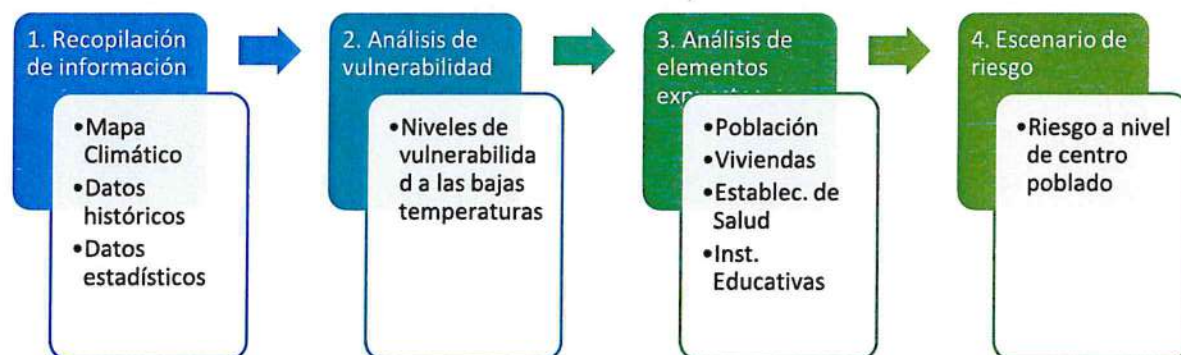 1. Recopilación
de información
•Mapa
Climático
•Datos
históricos
•Datos
estadísticos
2. Análisis de
vulnerabilidad
•Niveles de
vulnerabilida
d a las bajas
temperaturas
3. Análisis de
elementos
•Población
•Viviendas
•Establec. de
Salud
•Inst.
Educativas
4. Escenario de
riesgo
•Riesgo a nivel
de centro
poblado